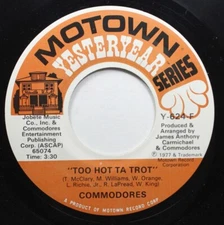 MOTOWN
YESTERYEAR
SERIES
Jobete Music
Co., Inc. &
Commodores
Entertainment
Publishing
Corp. (ASCAP)
65074
Time: 3:30
Y-624-F
Produced and
Arranged by
James Anthony
Carmichael
& Commodores
℗ 1977 & Trademark
Motown Record
Corporation
"TOO HOT TA TROT"
(T. McClary, M. Williams, W. Orange,
L. Richie, Jr., R. LaPread, W. King)
COMMODORES
A PRODUCT OF MOTOWN RECORD CORP.